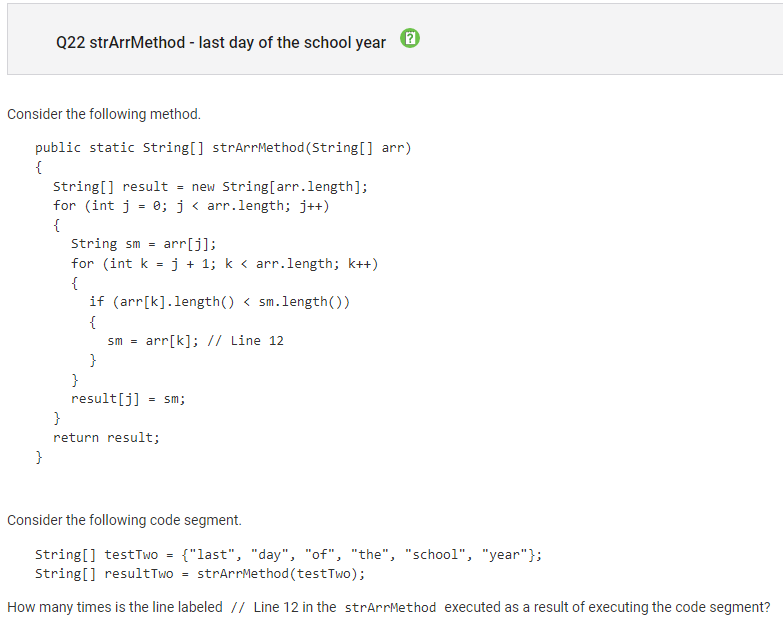 Q22 strArrMethod - last day of the school year
Consider the following method.
public static String[] strArrMethod(String[] arr)
{
String[] result = new String[arr.length];
for (int j = 0; j < arr.length; j++)
{
String sm = arr[j];
for (int k = j + 1; k < arr.length; k++)
{
if (arr[k].length() < sm.length())
{
sm = arr[k]; // Line 12
}
}
result[j] = sm;
}
return result;
}
Consider the following code segment.
String[] testTwo = {"last", "day", "of", "the", "school", "year"};
String[] resultTwo = strArrMethod(testTwo);
How many times is the line labeled // Line 12 in the strArrMethod executed as a result of executing the code segment?